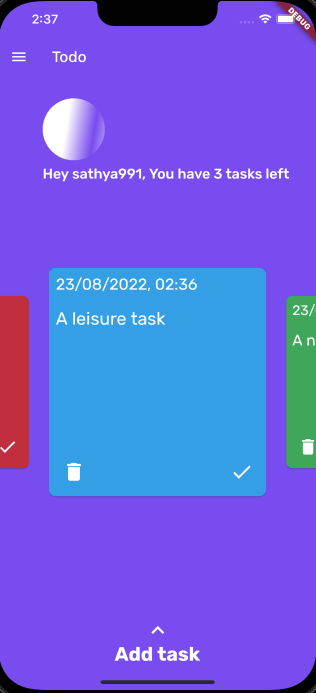 2:37
DEBUG
Todo
Hey sathya991, You have 3 tasks left
23/08/2022, 02:36
A leisure task
23/
A n
Add task